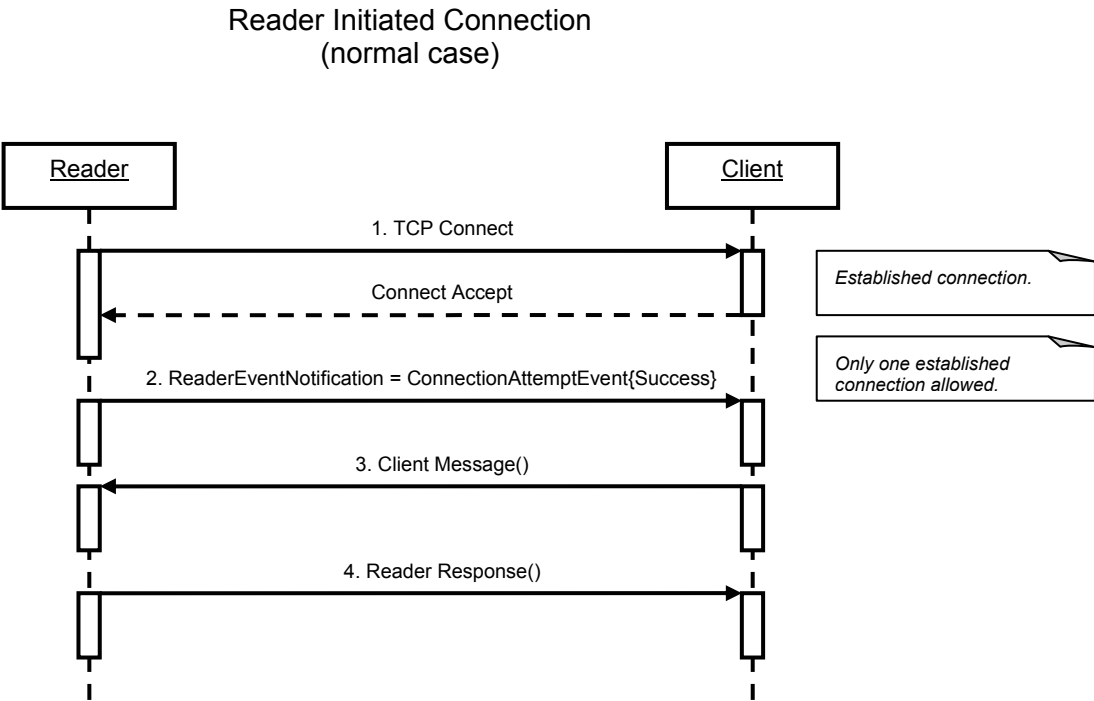 Reader Initiated Connection
(normal case)
Reader
Client
1. TCP Connect
Established connection.
Connect Accept
Only one established
connection allowed.
2. ReaderEventNotification = ConnectionAttemptEvent{Success}
3. Client Message()
4. Reader Response()